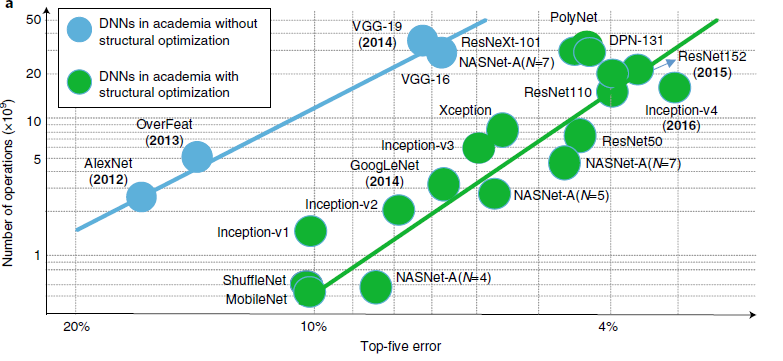 a
DNNs in academia without
structural optimization
DNNs in academia with
structural optimization
Number of operations (×10⁹)
50
20
10
5
1
20%
10%
4%
Top-five error
VGG-19
(2014)
VGG-16
OverFeat
(2013)
AlexNet
(2012)
PolyNet
ResNeXt-101
NASNet-A(N=7)
DPN-131
ResNet152
(2015)
ResNet110
Inception-v4
(2016)
Xception
Inception-v3
ResNet50
NASNet-A(N=7)
GoogLeNet
(2014)
NASNet-A(N=5)
Inception-v2
Inception-v1
ShuffleNet
MobileNet
NASNet-A(N=4)